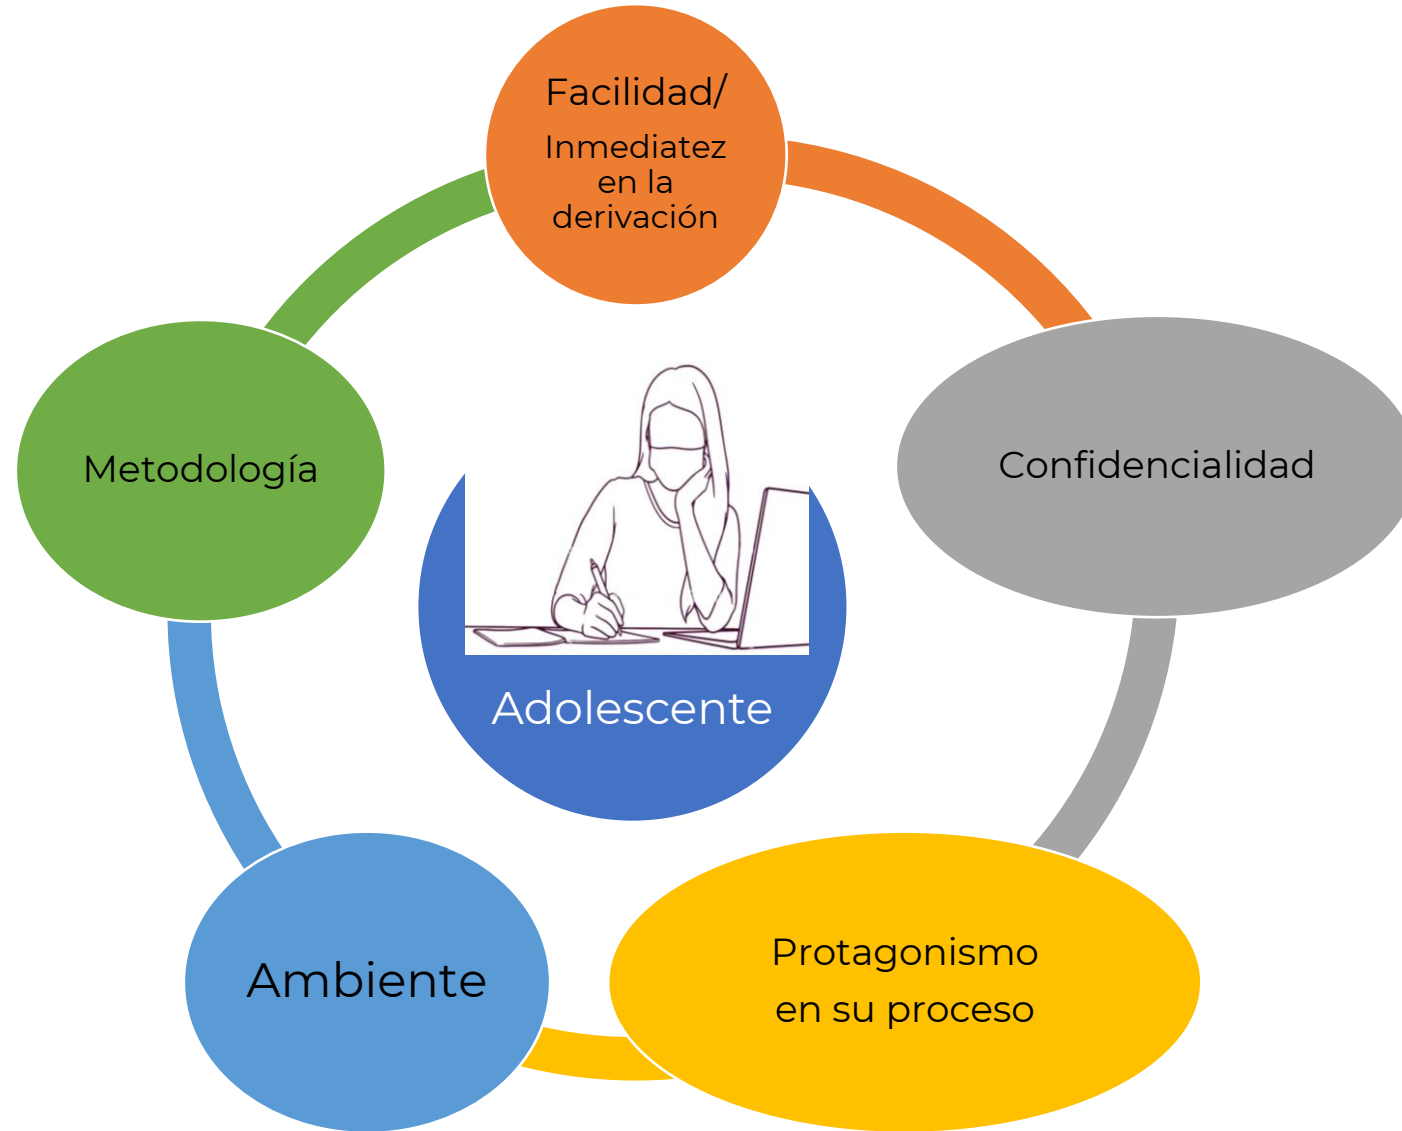 Facilidad/
Inmediatez
en la
derivación
Metodología
Confidencialidad
Adolescente
Ambiente
Protagonismo
en su proceso